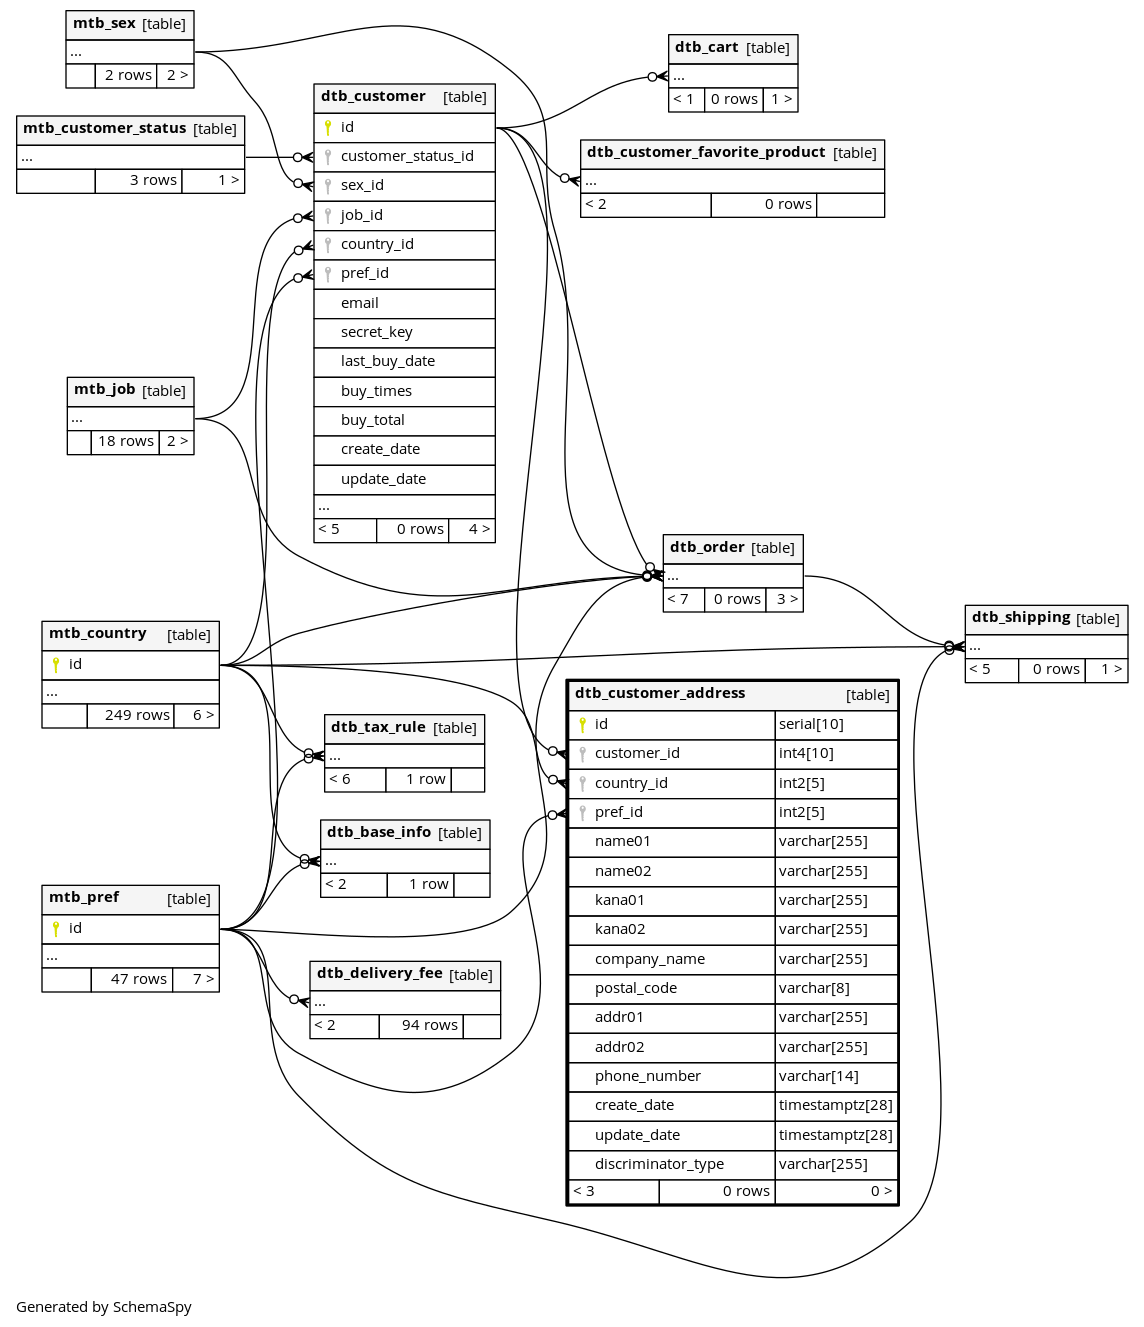 mtb_sex [table]
...
2 rows 2 >
mtb_customer_status [table]
...
3 rows 1 >
dtb_customer [table]
id
customer_status_id
sex_id
job_id
country_id
pref_id
email
secret_key
last_buy_date
buy_times
buy_total
create_date
update_date
...
< 5 0 rows 4 >
dtb_cart [table]
...
< 1 0 rows 1 >
dtb_customer_favorite_product [table]
...
< 2 0 rows
mtb_job [table]
...
18 rows 2 >
dtb_order [table]
...
< 7 0 rows 3 >
dtb_shipping [table]
...
< 5 0 rows 1 >
mtb_country [table]
id
...
249 rows 6 >
dtb_tax_rule [table]
...
< 6 1 row
dtb_base_info [table]
...
< 2 1 row
mtb_pref [table]
id
...
47 rows 7 >
dtb_delivery_fee [table]
...
< 2 94 rows
dtb_customer_address [table]
id serial[10]
customer_id int4[10]
country_id int2[5]
pref_id int2[5]
name01 varchar[255]
name02 varchar[255]
kana01 varchar[255]
kana02 varchar[255]
company_name varchar[255]
postal_code varchar[8]
addr01 varchar[255]
addr02 varchar[255]
phone_number varchar[14]
create_date timestamptz[28]
update_date timestamptz[28]
discriminator_type varchar[255]
< 3 0 rows 0 >
Generated by SchemaSpy